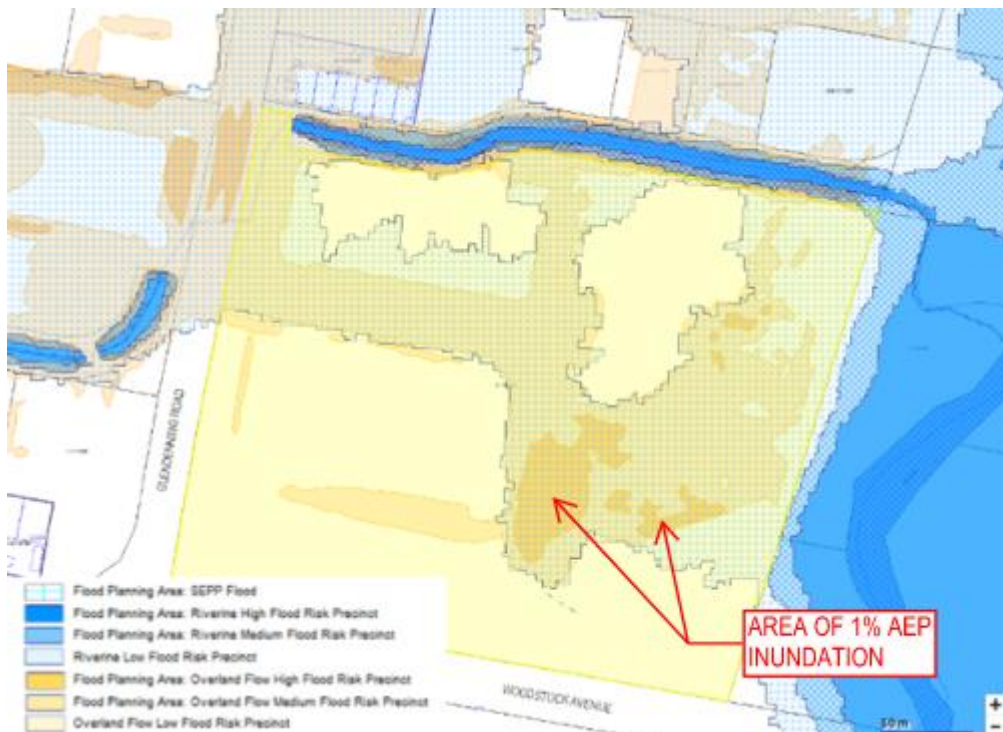 GLENDENNING ROAD
AREA OF 1% AEP
INUNDATION
Flood Planning Area: SEPP Flood
Flood Planning Area: Riverine High Flood Risk Precinct
Flood Planning Area: Riverine Medium Flood Risk Precinct
Riverine Low Flood Risk Precinct
Flood Planning Area: Overland Flow High Flood Risk Precinct
Flood Planning Area: Overland Flow Medium Flood Risk Precinct
Overland Flow Low Flood Risk Precinct
WOODSTOCK AVENUE
50 m
+
−